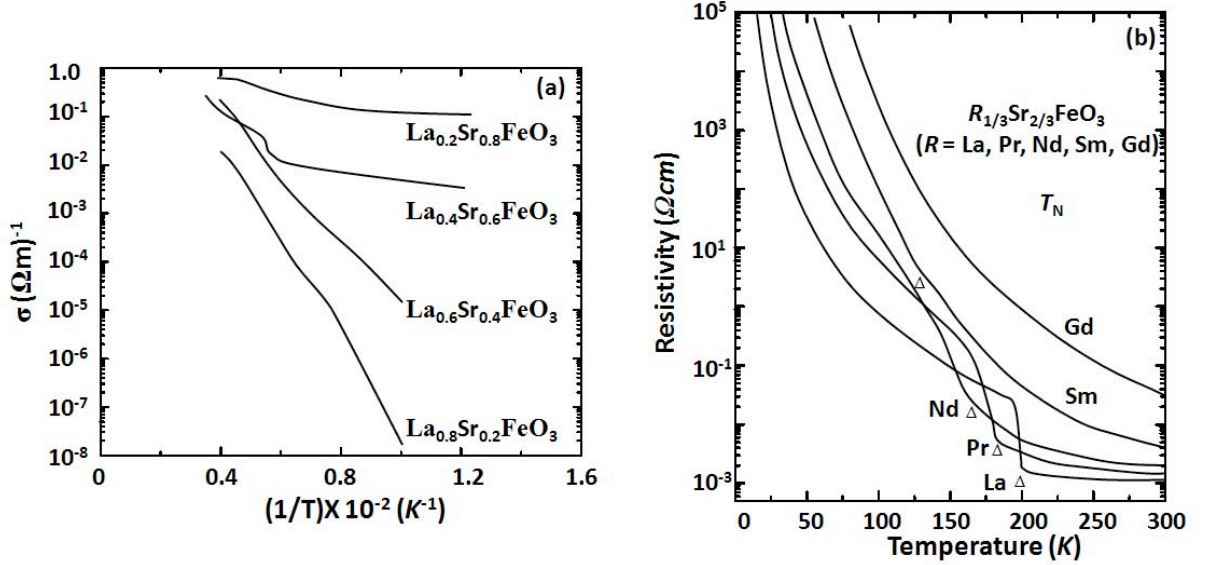 1.0
10⁻¹
10⁻²
10⁻³
10⁻⁴
10⁻⁵
10⁻⁶
10⁻⁷
10⁻⁸
σ (Ωm)⁻¹
(a)
La₀.₂Sr₀.₈FeO₃
La₀.₄Sr₀.₆FeO₃
La₀.₆Sr₀.₄FeO₃
La₀.₈Sr₀.₂FeO₃
0 0.4 0.8 1.2 1.6
(1/T)X 10⁻² (K⁻¹)
10⁵
10³
10¹
10⁻¹
10⁻³
Resistivity (Ωcm)
(b)
R₁/₃Sr₂/₃FeO₃
(R = La, Pr, Nd, Sm, Gd)
T_N
Gd
Sm
Nd Δ
Pr Δ
La Δ
Δ
0 50 100 150 200 250 300
Temperature (K)